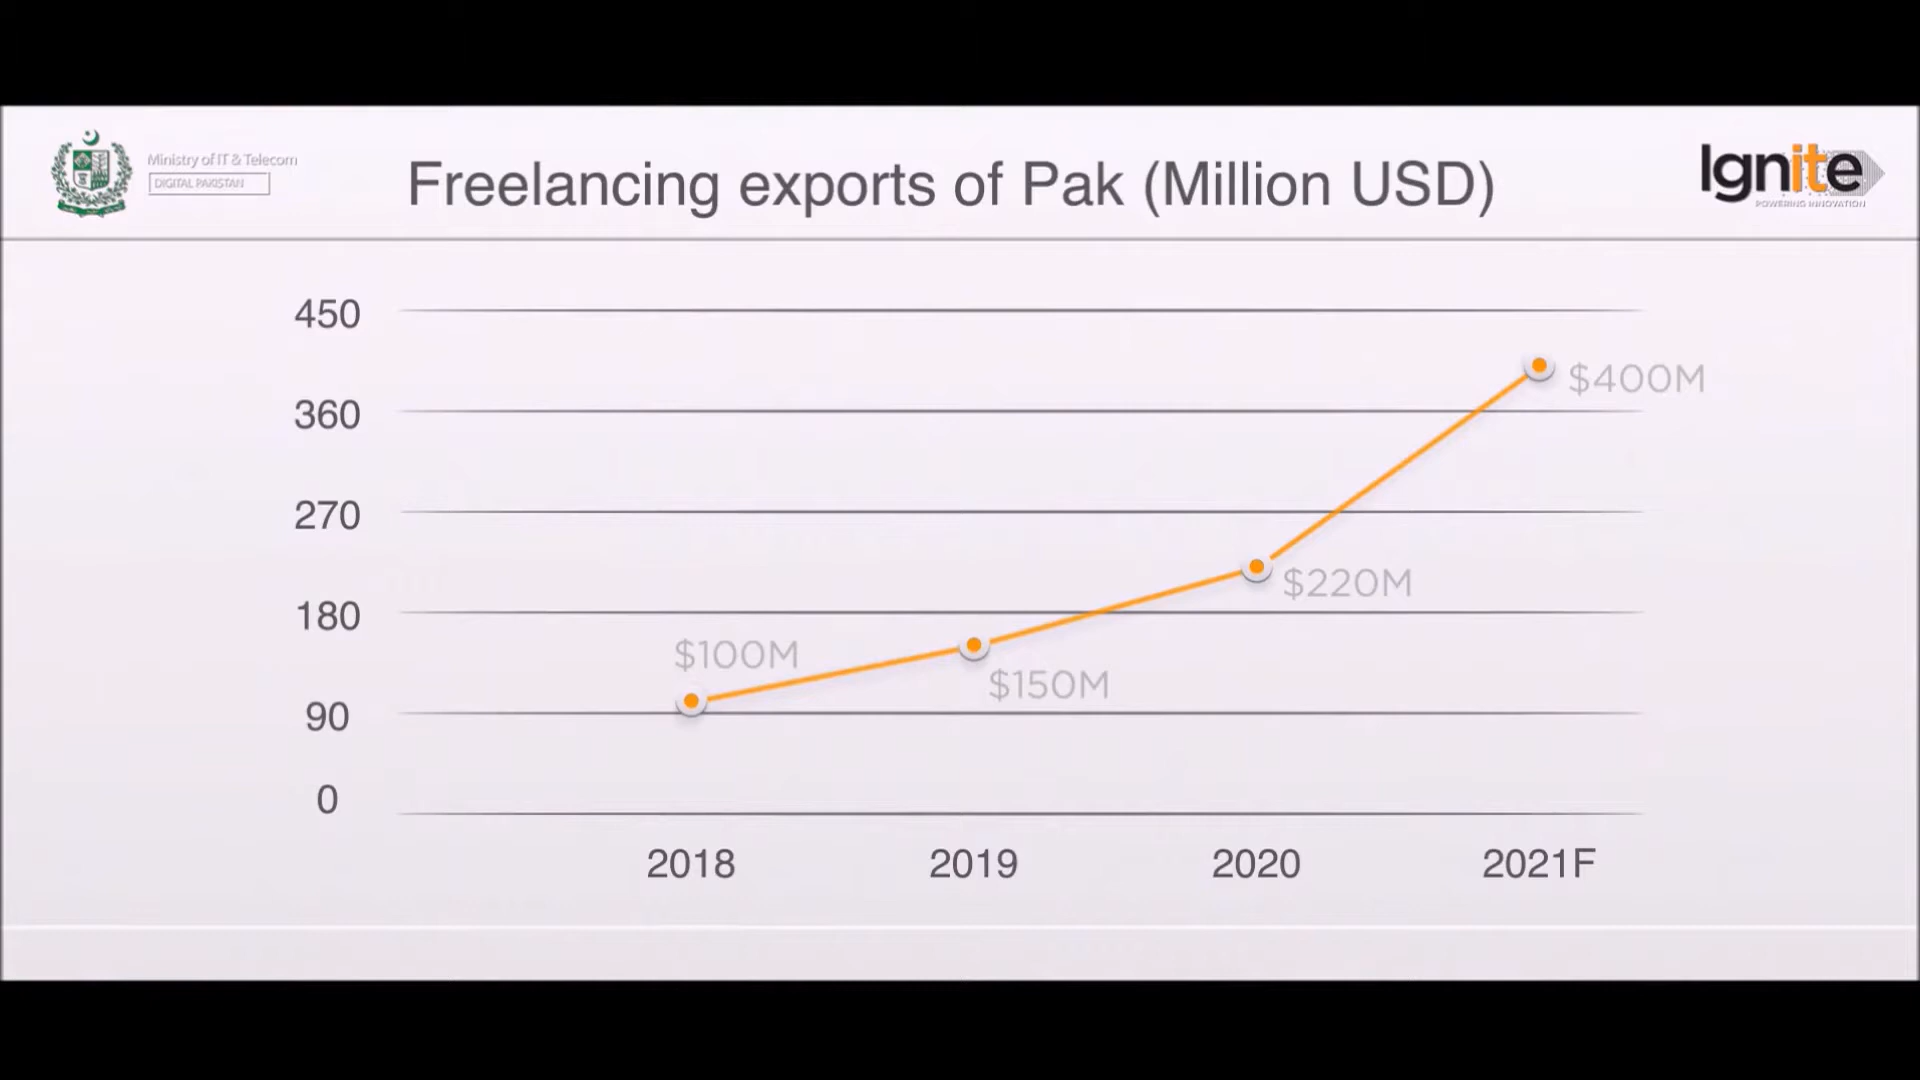 Ministry of IT & Telecom
DIGITAL PAKISTAN
Freelancing exports of Pak (Million USD)
Ignite
POWERING INNOVATION
450
360
270
180
90
0
$100M
$150M
$220M
$400M
2018
2019
2020
2021F